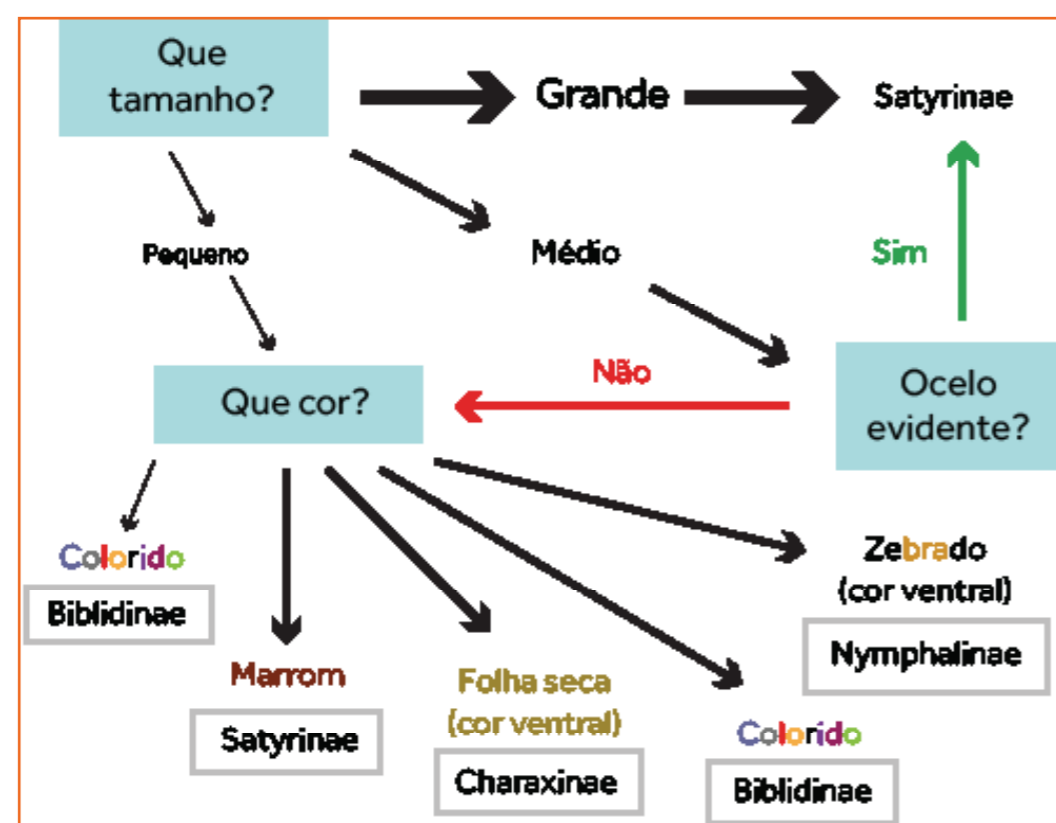 Que
tamanho?
Grande
Satyrinae
Pequeno
Médio
Sim
Não
Que cor?
Ocelo
evidente?
Colorido
Biblidinae
Marrom
Satyrinae
Folha seca
(cor ventral)
Charaxinae
Colorido
Biblidinae
Zebrado
(cor ventral)
Nymphalinae